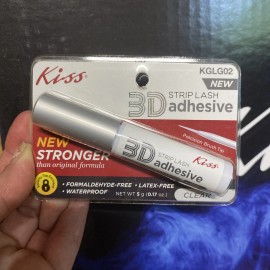 Kiss
KGLG02
NEW
3D STRIP LASH
adhesive
Precision Brush Tip
NEW
STRONGER
than original formula
3D STRIP LASH
adhesive
Kiss
• FORMALDEHYDE-FREE • LATEX-FREE
• WATERPROOF
NET WT 5 g (0.17 oz.)
CLEAR